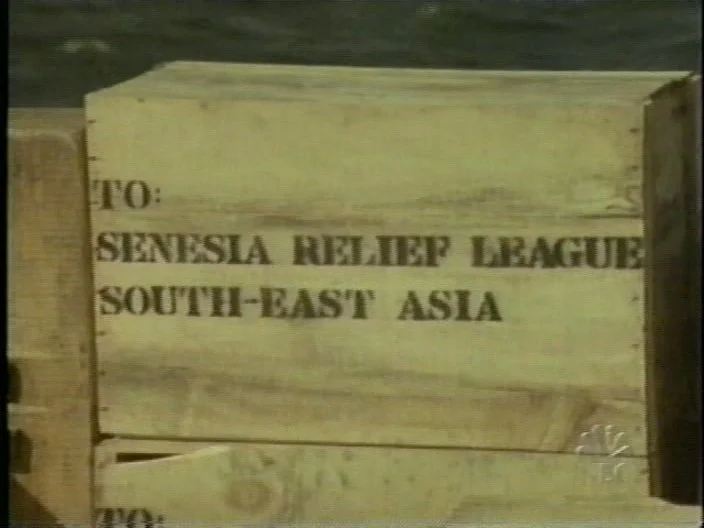 TO:
SENESIA RELIEF LEAGUE
SOUTH-EAST ASIA
TO: